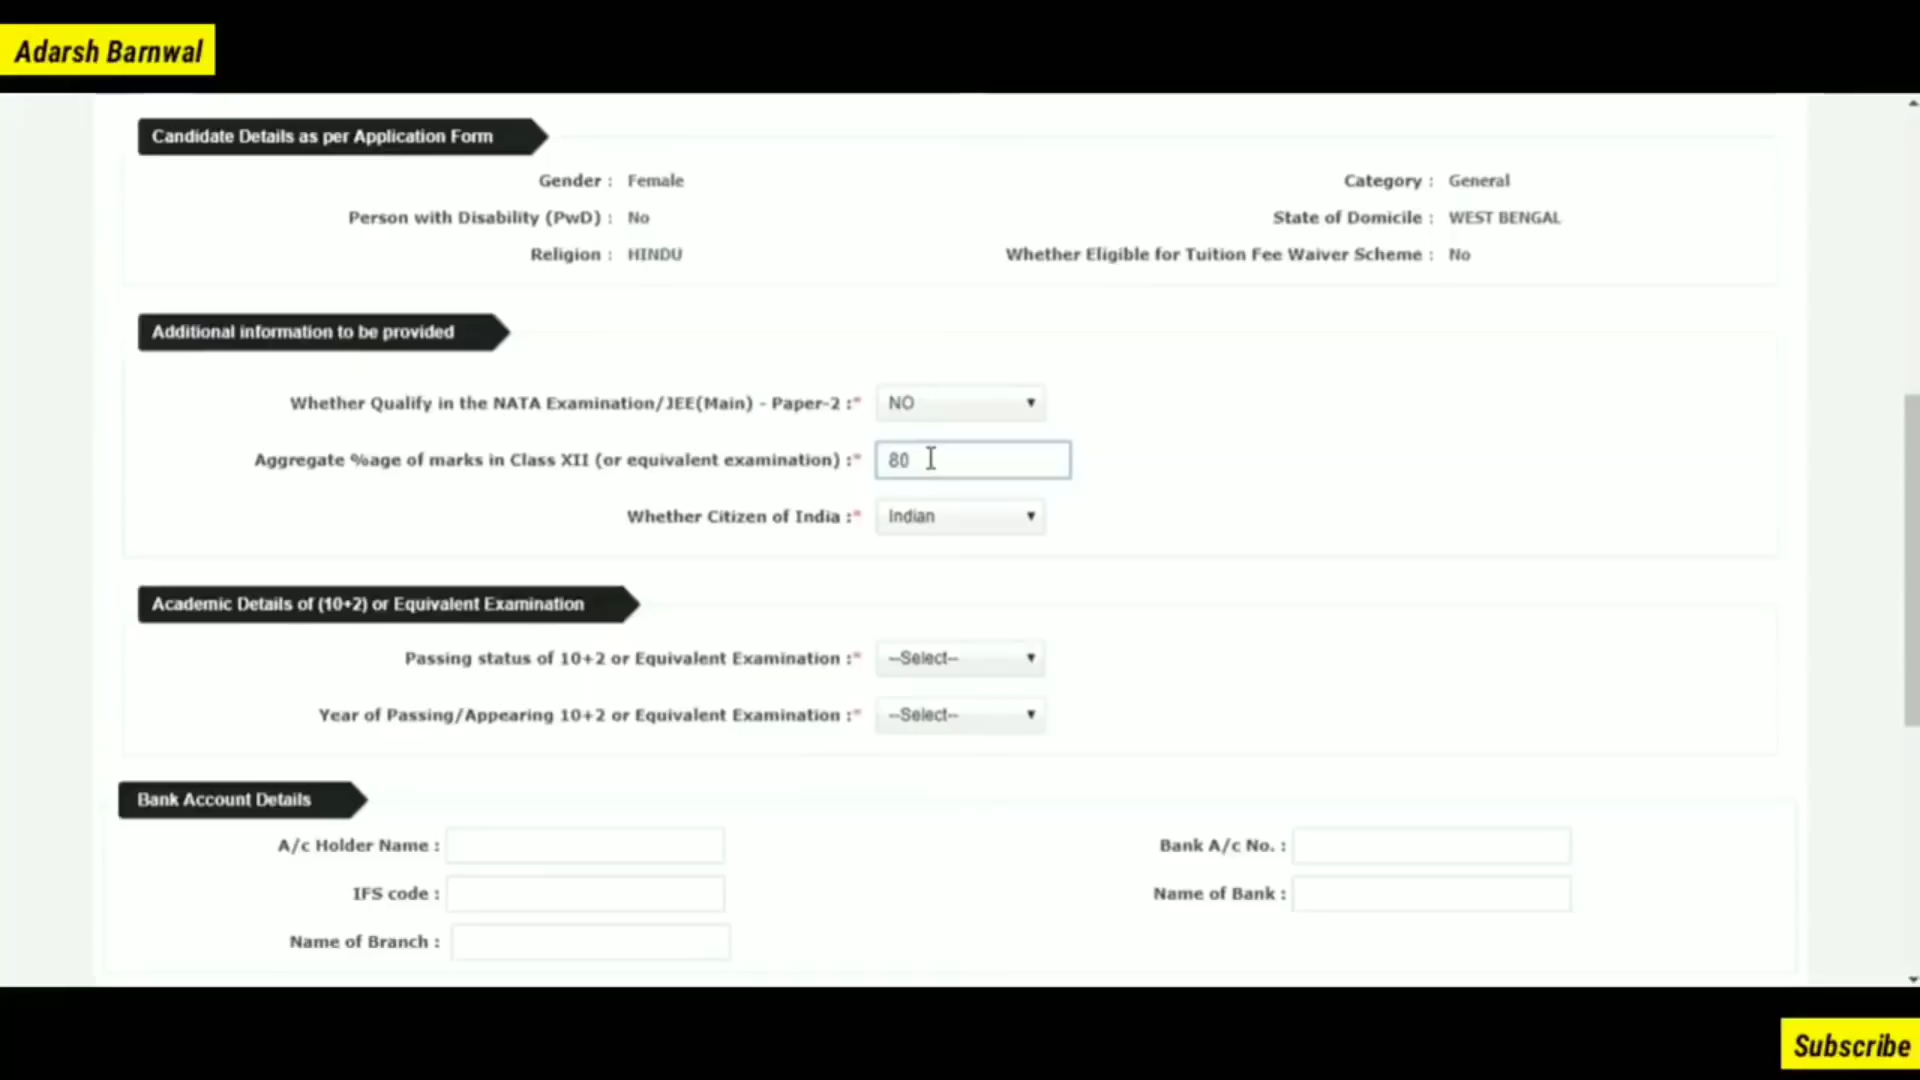 Adarsh Barnwal
Candidate Details as per Application Form
Gender : Female
Category : General
Person with Disability (PwD) : No
State of Domicile : WEST BENGAL
Religion : HINDU
Whether Eligible for Tuition Fee Waiver Scheme : No
Additional information to be provided
Whether Qualify in the NATA Examination/JEE(Main) - Paper-2 :* NO
Aggregate %age of marks in Class XII (or equivalent examination) :* 80
Whether Citizen of India :* Indian
Academic Details of (10+2) or Equivalent Examination
Passing status of 10+2 or Equivalent Examination :* --Select--
Year of Passing/Appearing 10+2 or Equivalent Examination :* --Select--
Bank Account Details
A/c Holder Name :
Bank A/c No. :
IFS code :
Name of Bank :
Name of Branch :
Subscribe